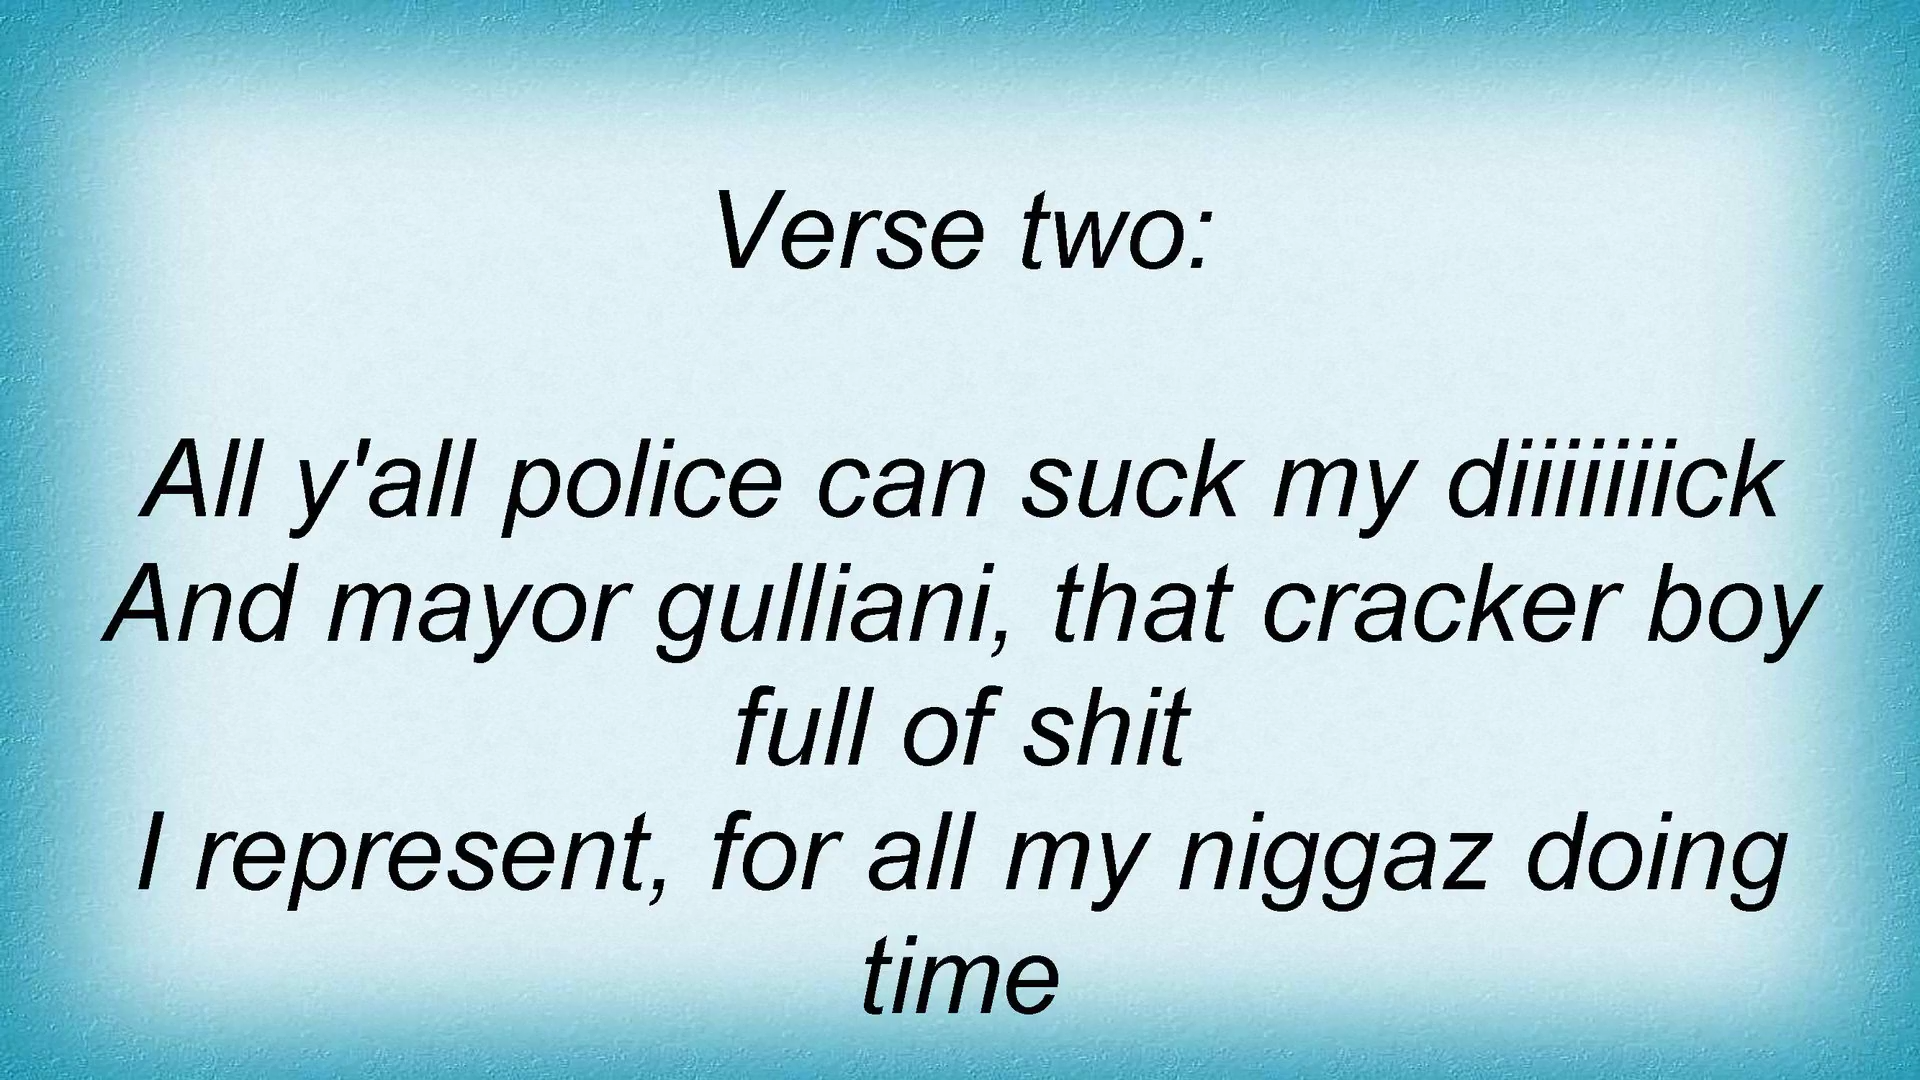 Verse two:
All y'all police can suck my diiiiiiick
And mayor gulliani, that cracker boy
full of shit
I represent, for all my niggaz doing
time